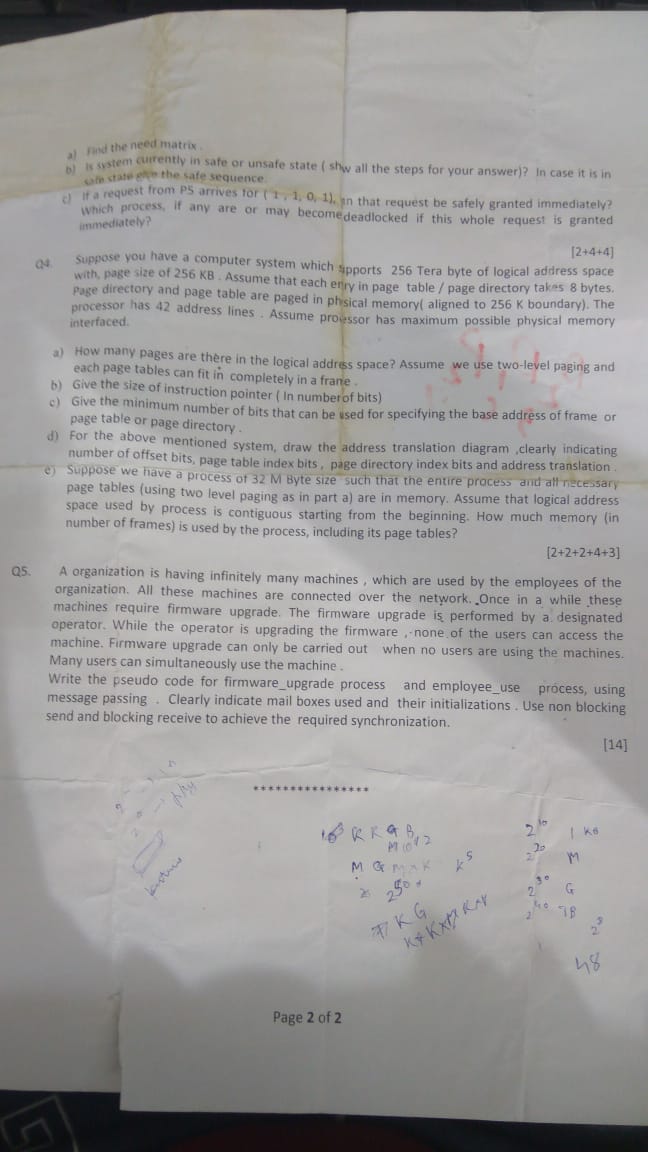 a) Find the need matrix.
b) Is system currently in safe or unsafe state ( shw all the steps for your answer)? In case it is in
safe state give the safe sequence.
c) If a request from P5 arrives for ( 1 , 1, 0, 1), an that request be safely granted immediately?
Which process, if any are or may become deadlocked if this whole request is granted
immediately?
[2+4+4]
Q4. Suppose you have a computer system which spports 256 Tera byte of logical address space
with, page size of 256 KB . Assume that each enry in page table / page directory takes 8 bytes.
Page directory and page table are paged in phsical memory( aligned to 256 K boundary). The
processor has 42 address lines . Assume processor has maximum possible physical memory
interfaced.
a) How many pages are there in the logical address space? Assume we use two-level paging and
each page tables can fit in completely in a frame .
b) Give the size of instruction pointer ( In number of bits)
c) Give the minimum number of bits that can be used for specifying the base address of frame or
page table or page directory .
d) For the above mentioned system, draw the address translation diagram ,clearly indicating
number of offset bits, page table index bits , page directory index bits and address translation .
e) Suppose we have a process of 32 M Byte size such that the entire process and all necessary
page tables (using two level paging as in part a) are in memory. Assume that logical address
space used by process is contiguous starting from the beginning. How much memory (in
number of frames) is used by the process, including its page tables?
[2+2+2+4+3]
Q5. A organization is having infinitely many machines , which are used by the employees of the
organization. All these machines are connected over the network. Once in a while these
machines require firmware upgrade. The firmware upgrade is performed by a designated
operator. While the operator is upgrading the firmware , none of the users can access the
machine. Firmware upgrade can only be carried out when no users are using the machines.
Many users can simultaneously use the machine .
Write the pseudo code for firmware_upgrade process and employee_use process, using
message passing . Clearly indicate mail boxes used and their initializations . Use non blocking
send and blocking receive to achieve the required synchronization.
[14]
****************
2^10 1 KB
2^20 M
2^30 G
2^40 TB
48
Page 2 of 2